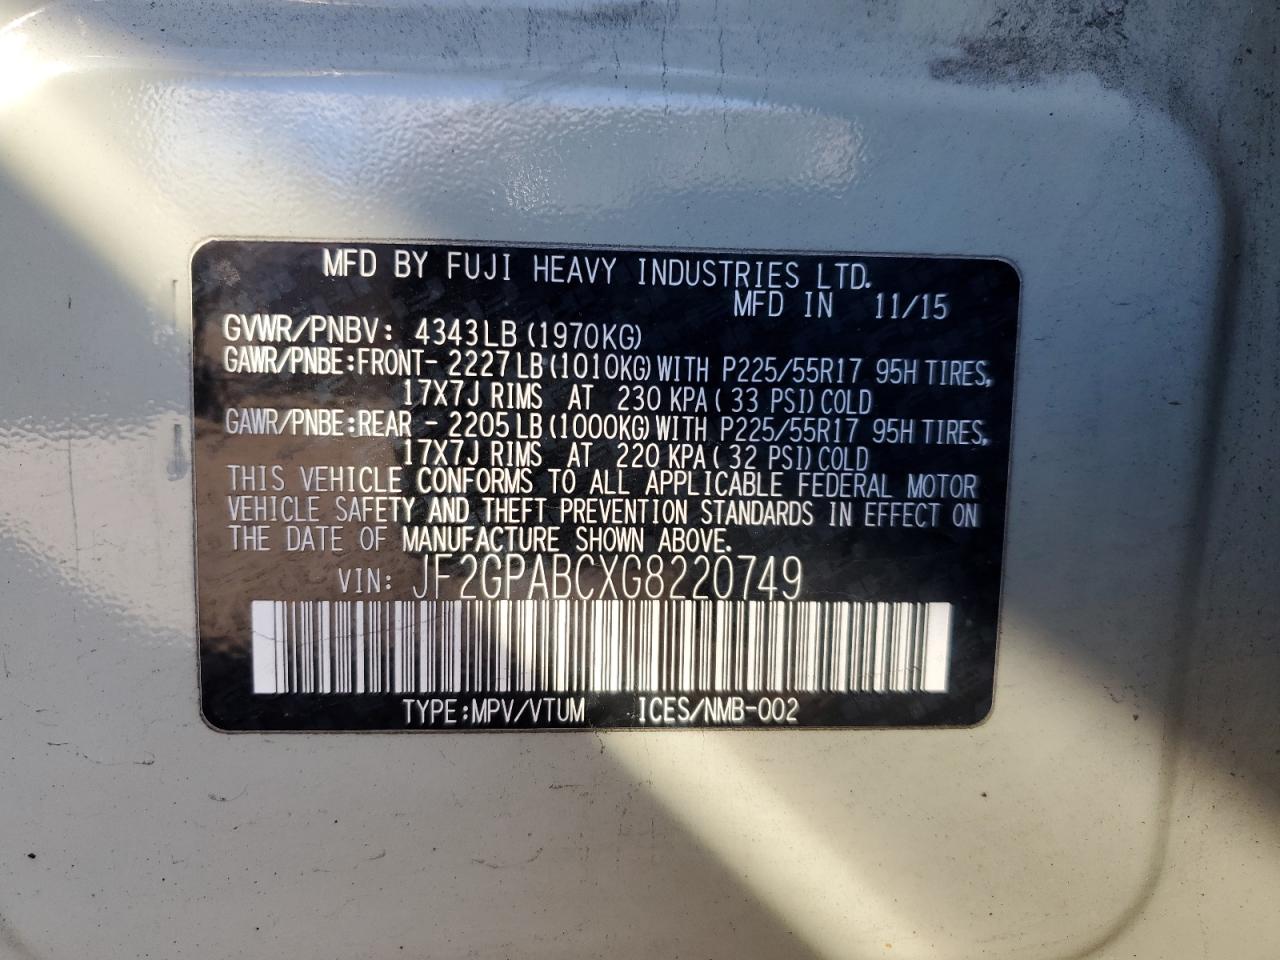 MFD BY FUJI HEAVY INDUSTRIES LTD.
MFD IN 11/15
GVWR/PNBV: 4343LB (1970KG)
GAWR/PNBE:FRONT- 2227LB (1010KG) WITH P225/55R17 95H TIRES,
17X7J RIMS AT 230 KPA( 33 PSI) COLD
GAWR/PNBE:REAR - 2205LB (1000KG) WITH P225/55R17 95H TIRES,
17X7J RIMS AT 220 KPA( 32 PSI) COLD
THIS VEHICLE CONFORMS TO ALL APPLICABLE FEDERAL MOTOR
VEHICLE SAFETY AND THEFT PREVENTION STANDARDS IN EFFECT ON
THE DATE OF MANUFACTURE SHOWN ABOVE.
VIN: JF2GPABCXG8220749
TYPE:MPV/VTUM ICES/NMB-002